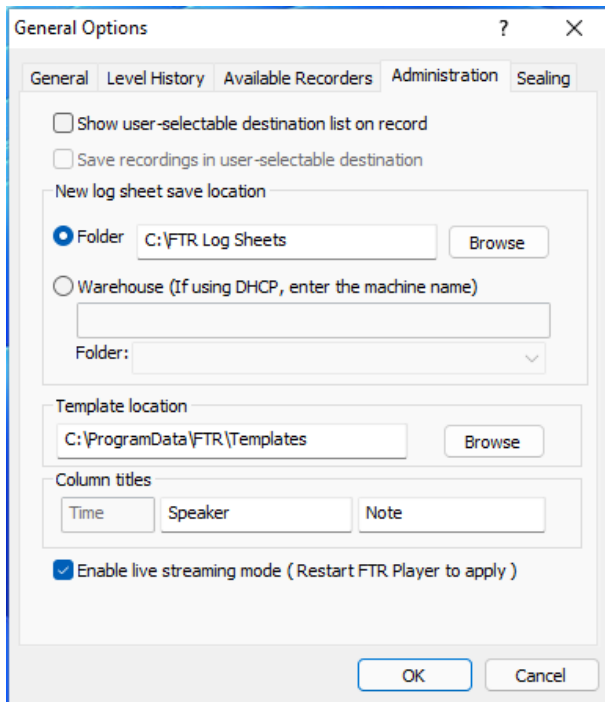 General Options ?
General Level History Available Recorders Administration Sealing
Show user-selectable destination list on record
Save recordings in user-selectable destination
New log sheet save location
Folder C:\FTR Log Sheets Browse
Warehouse (If using DHCP, enter the machine name)
Folder:
Template location
C:\ProgramData\FTR\Templates Browse
Column titles
Time Speaker Note
Enable live streaming mode ( Restart FTR Player to apply )
OK Cancel